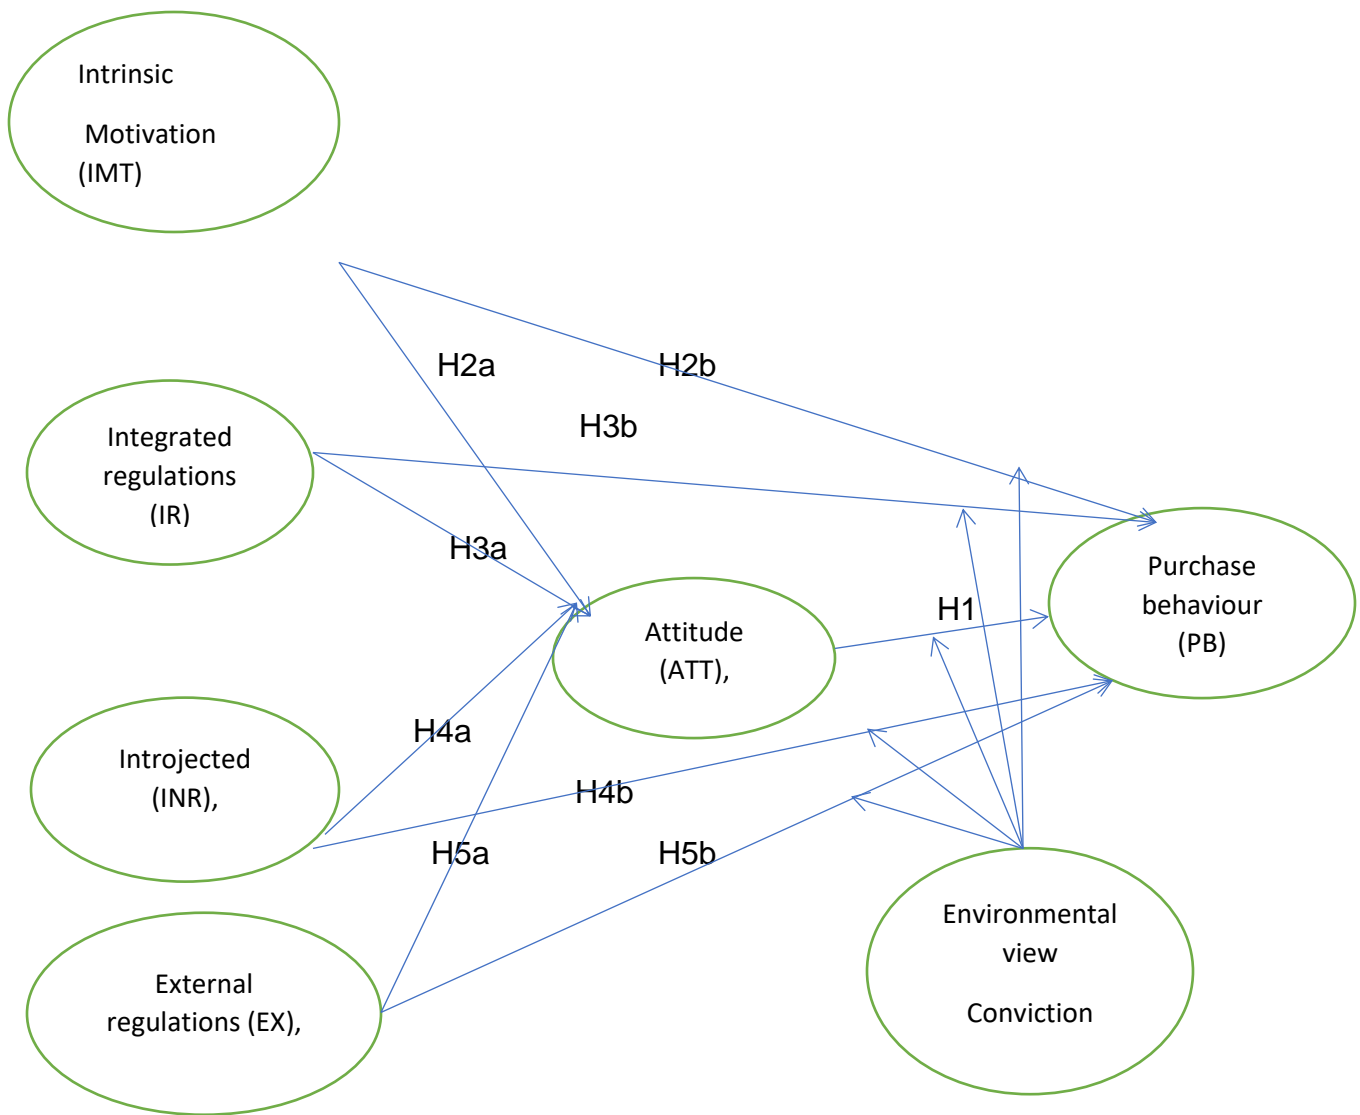 Intrinsic
Motivation
(IMT)
H2a
H2b
H3b
Integrated
regulations
(IR)
H3a
Purchase
behaviour
(PB)
H1
Attitude
(ATT),
Introjected
(INR),
H4a
H4b
H5a
H5b
Environmental
view
Conviction
External
regulations (EX),